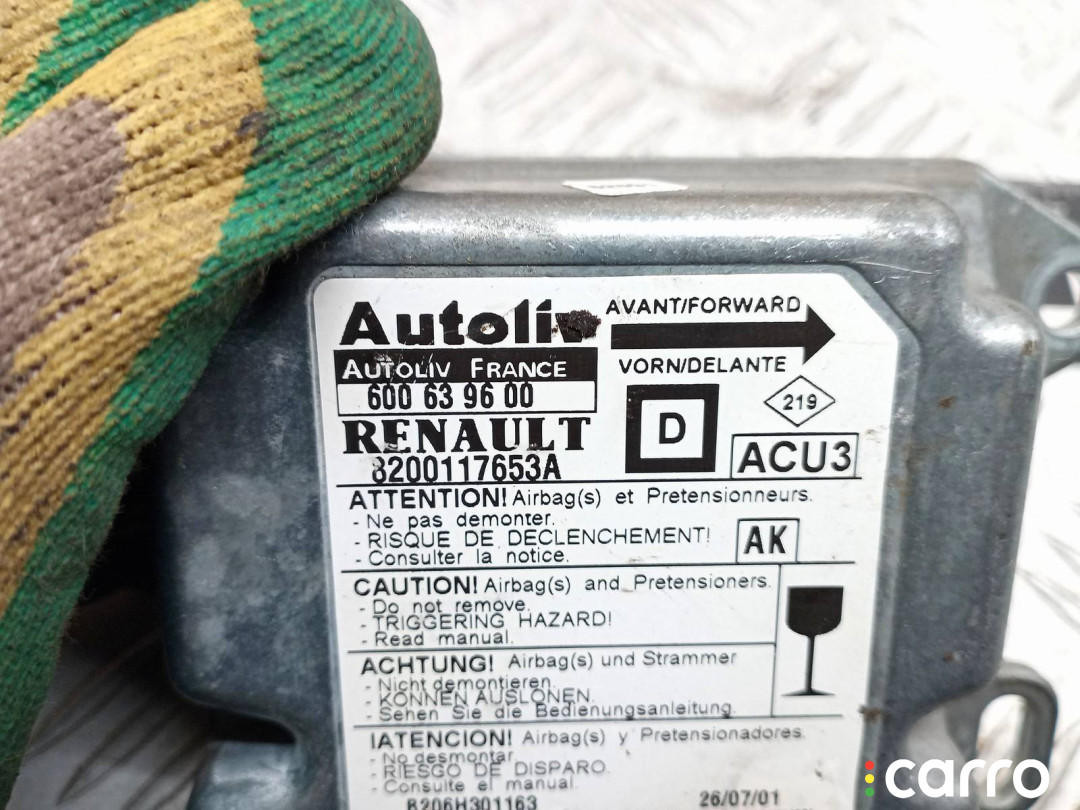 Autoliv
AVANT/FORWARD
AUTOLIV FRANCE
VORN/DELANTE
600 63 96 00
D
219
RENAULT
8200117653A
ACU3
ATTENTION! Airbag(s) et Pretensionneurs.
- Ne pas demonter.
- RISQUE DE DECLENCHEMENT!
- Consulter la notice.
AK
CAUTION! Airbag(s) and Pretensioners.
- Do not remove.
- TRIGGERING HAZARD!
- Read manual.
ACHTUNG! Airbag(s) und Strammer
- Nicht demontieren.
- KONNEN AUSLONEN.
- Sehen Sie die Bedienungsanleitung.
IATENCION! Airbag(s) y Pretensionadores.
- No desmontar.
- RIESGO DE DISPARO.
- Consulte el manual.
B206H301163 26/07/01
carro